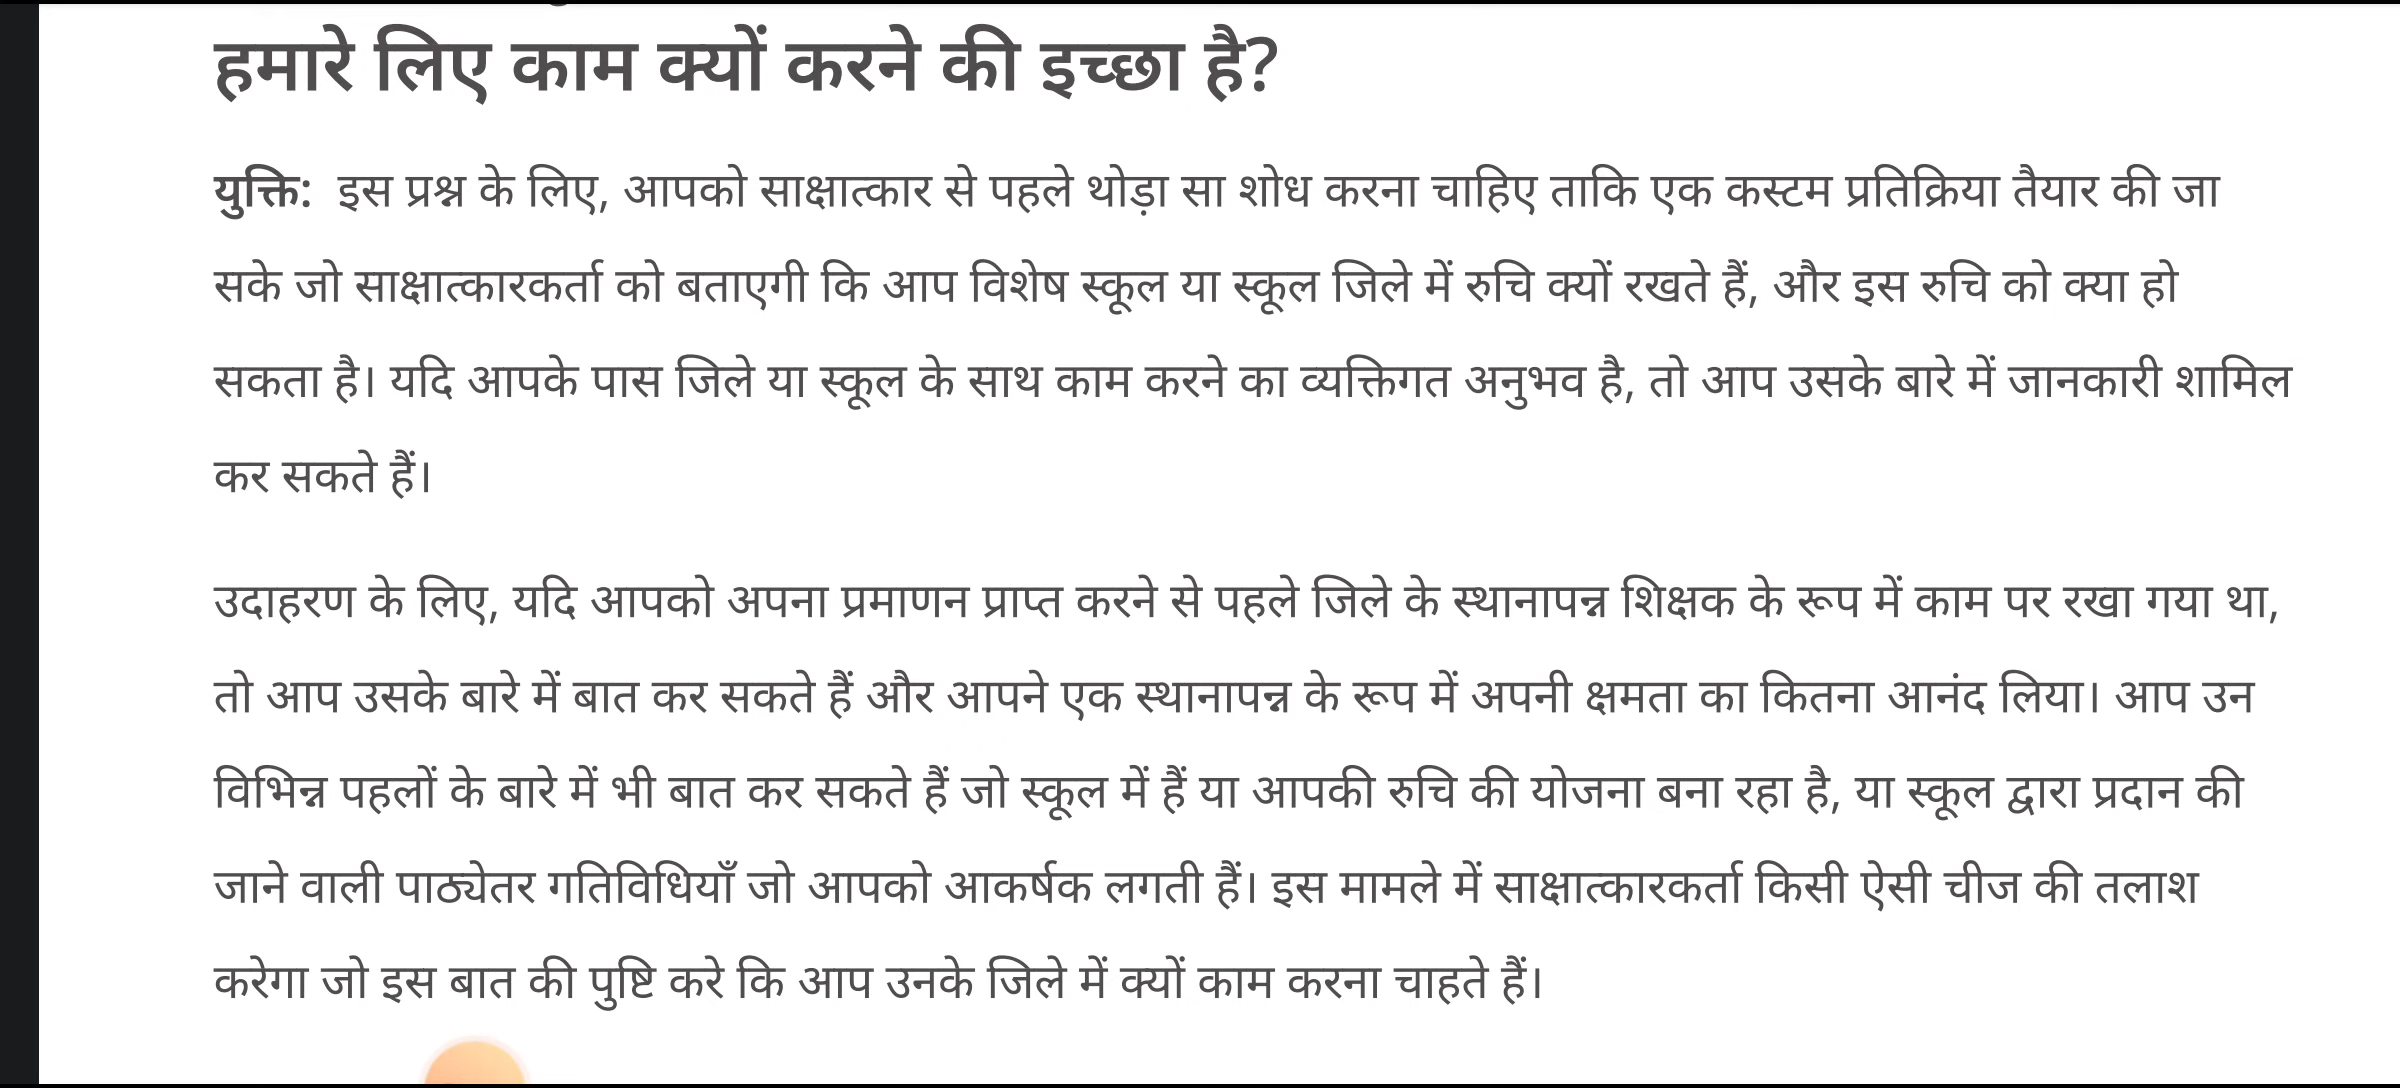 हमारे लिए काम क्यों करने की इच्छा है?
युक्ति: इस प्रश्न के लिए, आपको साक्षात्कार से पहले थोड़ा सा शोध करना चाहिए ताकि एक कस्टम प्रतिक्रिया तैयार की जा
सके जो साक्षात्कारकर्ता को बताएगी कि आप विशेष स्कूल या स्कूल जिले में रुचि क्यों रखते हैं, और इस रुचि को क्या हो
सकता है। यदि आपके पास जिले या स्कूल के साथ काम करने का व्यक्तिगत अनुभव है, तो आप उसके बारे में जानकारी शामिल
कर सकते हैं।
उदाहरण के लिए, यदि आपको अपना प्रमाणन प्राप्त करने से पहले जिले के स्थानापन्न शिक्षक के रूप में काम पर रखा गया था,
तो आप उसके बारे में बात कर सकते हैं और आपने एक स्थानापन्न के रूप में अपनी क्षमता का कितना आनंद लिया। आप उन
विभिन्न पहलों के बारे में भी बात कर सकते हैं जो स्कूल में हैं या आपकी रुचि की योजना बना रहा है, या स्कूल द्वारा प्रदान की
जाने वाली पाठ्येतर गतिविधियाँ जो आपको आकर्षक लगती हैं। इस मामले में साक्षात्कारकर्ता किसी ऐसी चीज की तलाश
करेगा जो इस बात की पुष्टि करे कि आप उनके जिले में क्यों काम करना चाहते हैं।